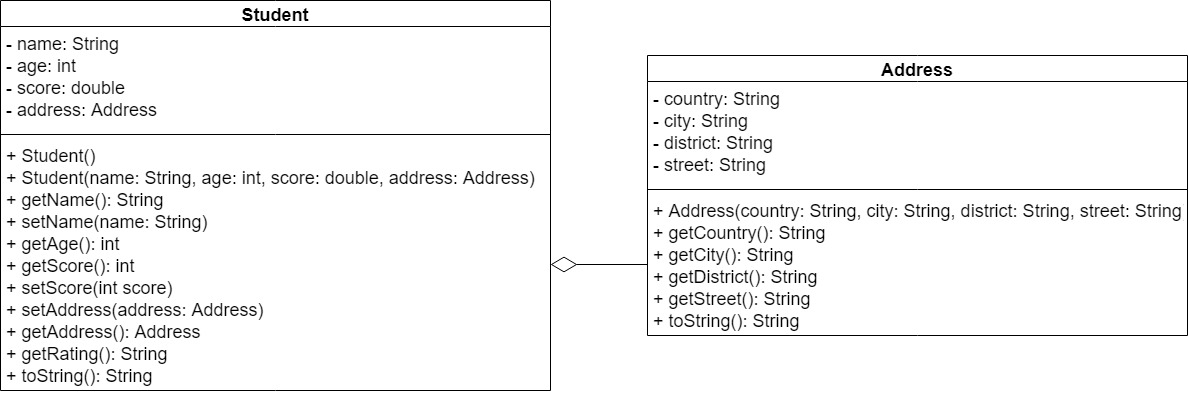 Student
- name: String
- age: int
- score: double
- address: Address
+ Student()
+ Student(name: String, age: int, score: double, address: Address)
+ getName(): String
+ setName(name: String)
+ getAge(): int
+ getScore(): int
+ setScore(int score)
+ setAddress(address: Address)
+ getAddress(): Address
+ getRating(): String
+ toString(): String
Address
- country: String
- city: String
- district: String
- street: String
+ Address(country: String, city: String, district: String, street: String
+ getCountry(): String
+ getCity(): String
+ getDistrict(): String
+ getStreet(): String
+ toString(): String